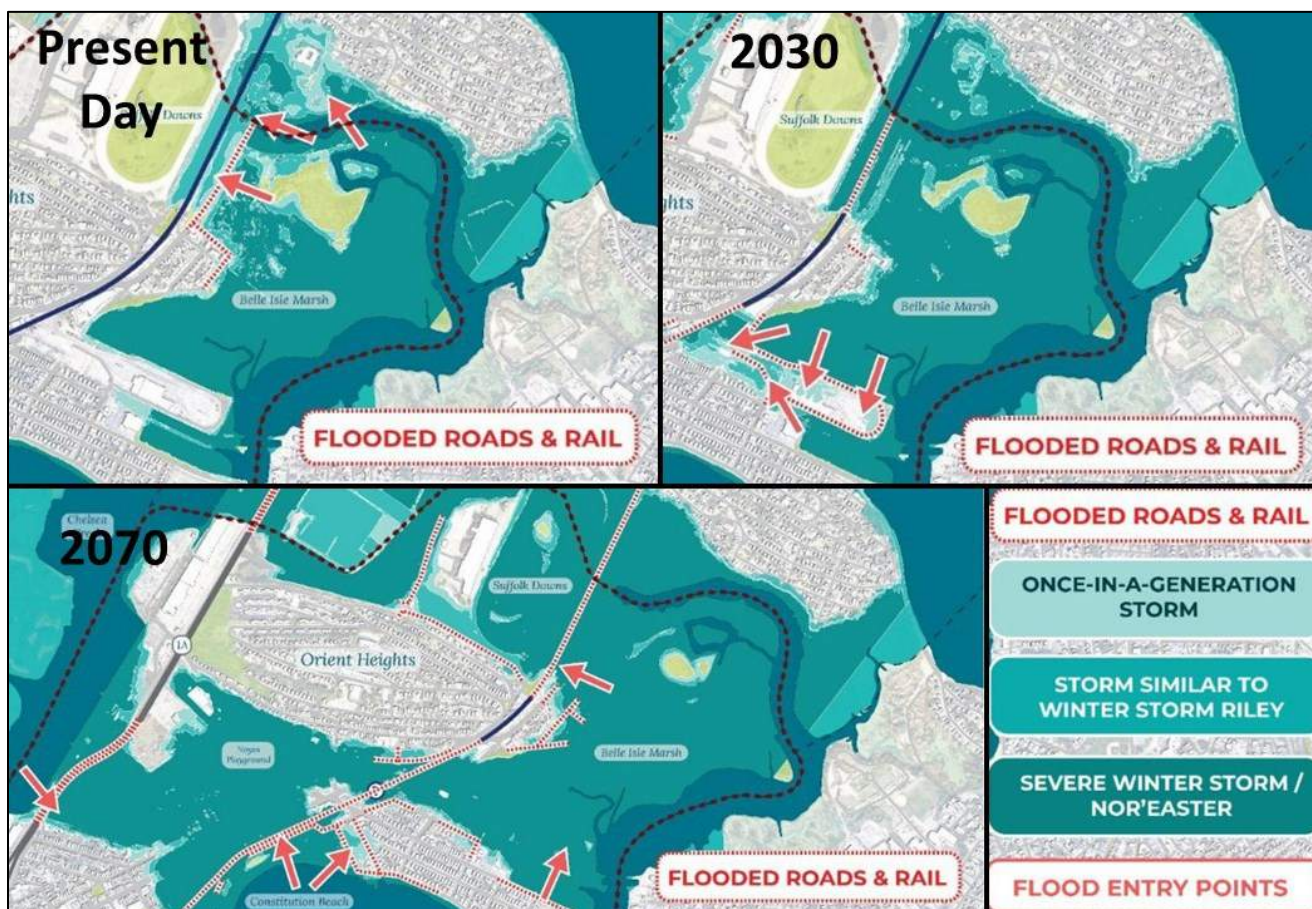 Present
Day
Downs
hts
Belle Isle Marsh
FLOODED ROADS & RAIL
2030
Suffolk Downs
ghts
Belle Isle Marsh
FLOODED ROADS & RAIL
2070
Chelsea
1A
Orient Heights
Suffolk Downs
Noyes
Playground
Belle Isle Marsh
Constitution Beach
FLOODED ROADS & RAIL
FLOODED ROADS & RAIL
ONCE-IN-A-GENERATION
STORM
STORM SIMILAR TO
WINTER STORM RILEY
SEVERE WINTER STORM /
NOR'EASTER
FLOOD ENTRY POINTS